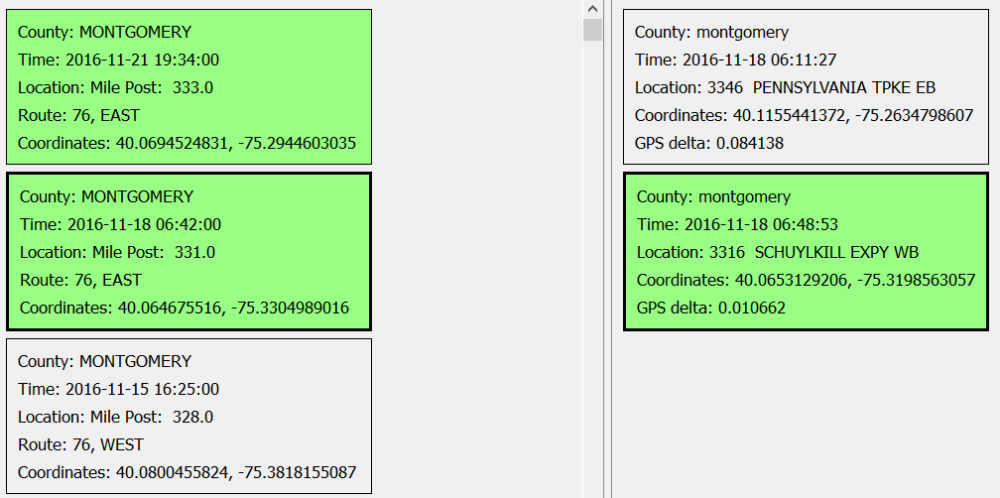 County: MONTGOMERY
Time: 2016-11-21 19:34:00
Location: Mile Post:  333.0
Route: 76, EAST
Coordinates: 40.0694524831, -75.2944603035
County: MONTGOMERY
Time: 2016-11-18 06:42:00
Location: Mile Post:  331.0
Route: 76, EAST
Coordinates: 40.064675516, -75.3304989016
County: MONTGOMERY
Time: 2016-11-15 16:25:00
Location: Mile Post:  328.0
Route: 76, WEST
Coordinates: 40.0800455824, -75.3818155087
County: montgomery
Time: 2016-11-18 06:11:27
Location: 3346  PENNSYLVANIA TPKE EB
Coordinates: 40.1155441372, -75.2634798607
GPS delta: 0.084138
County: montgomery
Time: 2016-11-18 06:48:53
Location: 3316  SCHUYLKILL EXPY WB
Coordinates: 40.0653129206, -75.3198563057
GPS delta: 0.010662